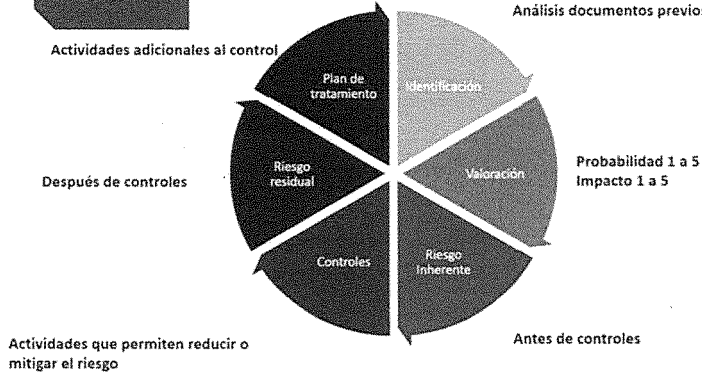 Análisis documentos previos
Actividades adicionales al control
Plan de
tratamiento
Identificación
Riesgo
residual
Valoración
Después de controles
Probabilidad 1 a 5
Impacto 1 a 5
Controles
Riesgo
Inherente
Actividades que permiten reducir o
mitigar el riesgo
Antes de controles